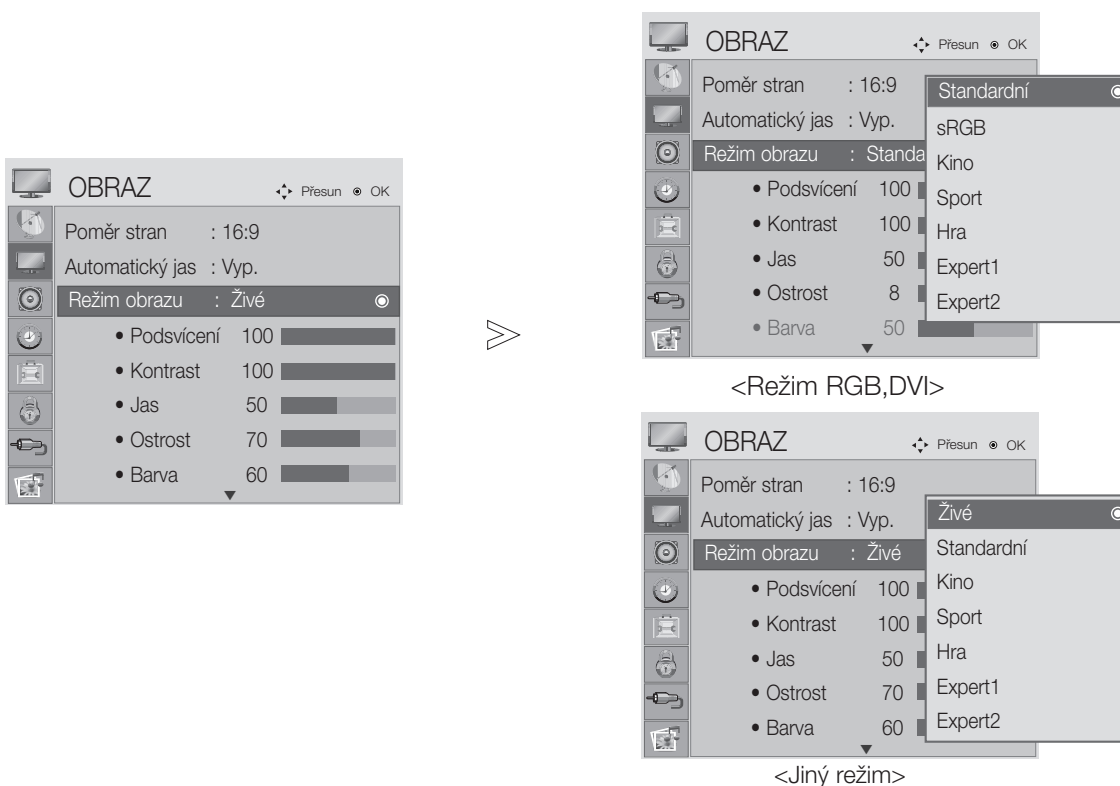 OBRAZ Přesun OK
Poměr stran : 16:9
Automatický jas : Vyp.
Režim obrazu : Živé
• Podsvícení 100
• Kontrast 100
• Jas 50
• Ostrost 70
• Barva 60
OBRAZ Přesun OK
Poměr stran : 16:9
Automatický jas : Vyp.
Režim obrazu : Standa
• Podsvícení 100
• Kontrast 100
• Jas 50
• Ostrost 8
• Barva 50
Standardní
sRGB
Kino
Sport
Hra
Expert1
Expert2
<Režim RGB,DVI>
OBRAZ Přesun OK
Poměr stran : 16:9
Automatický jas : Vyp.
Režim obrazu : Živé
• Podsvícení 100
• Kontrast 100
• Jas 50
• Ostrost 70
• Barva 60
Živé
Standardní
Kino
Sport
Hra
Expert1
Expert2
<Jiný režim>